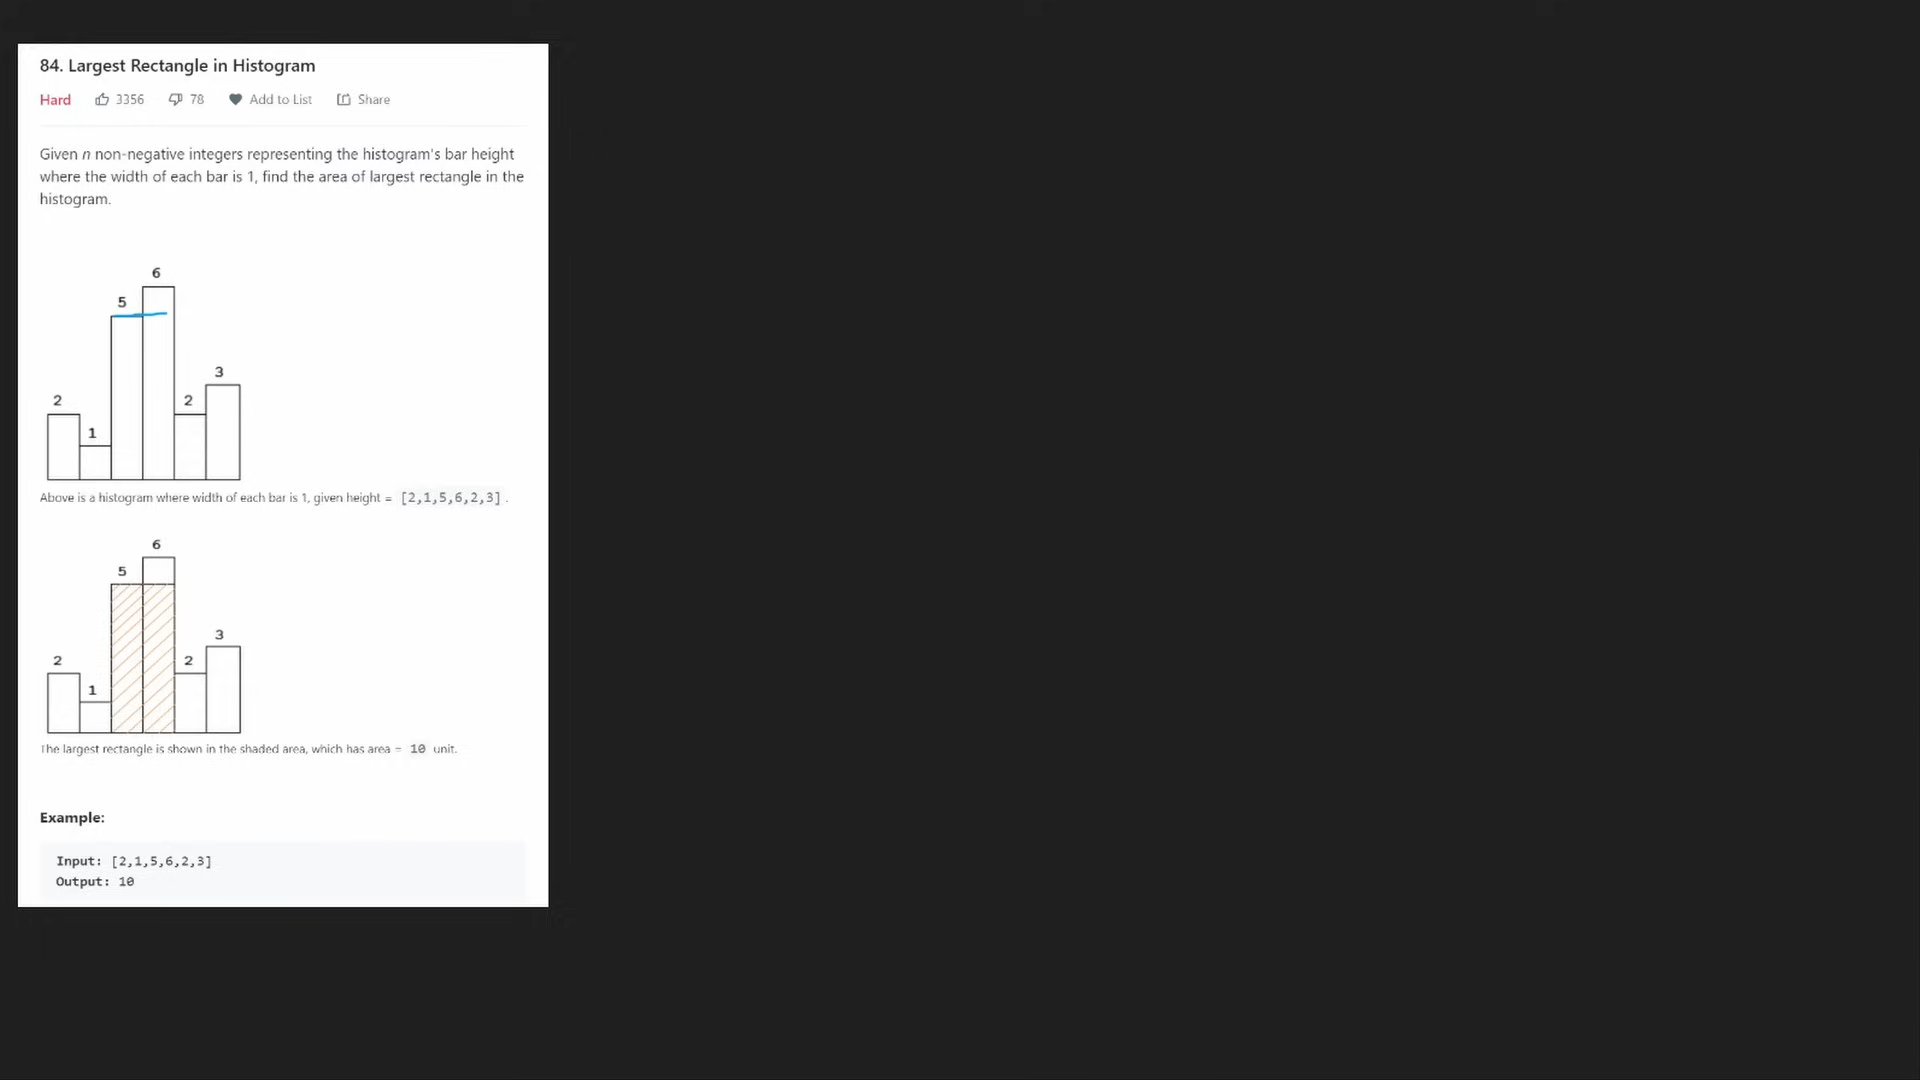 84. Largest Rectangle in Histogram
Hard 3356 78 Add to List Share
Given n non-negative integers representing the histogram's bar height
where the width of each bar is 1, find the area of largest rectangle in the
histogram.
6
5
3
2 2
1
Above is a histogram where width of each bar is 1, given height = [2,1,5,6,2,3] .
6
5
3
2 2
1
The largest rectangle is shown in the shaded area, which has area = 10 unit.
Example:
Input: [2,1,5,6,2,3]
Output: 10